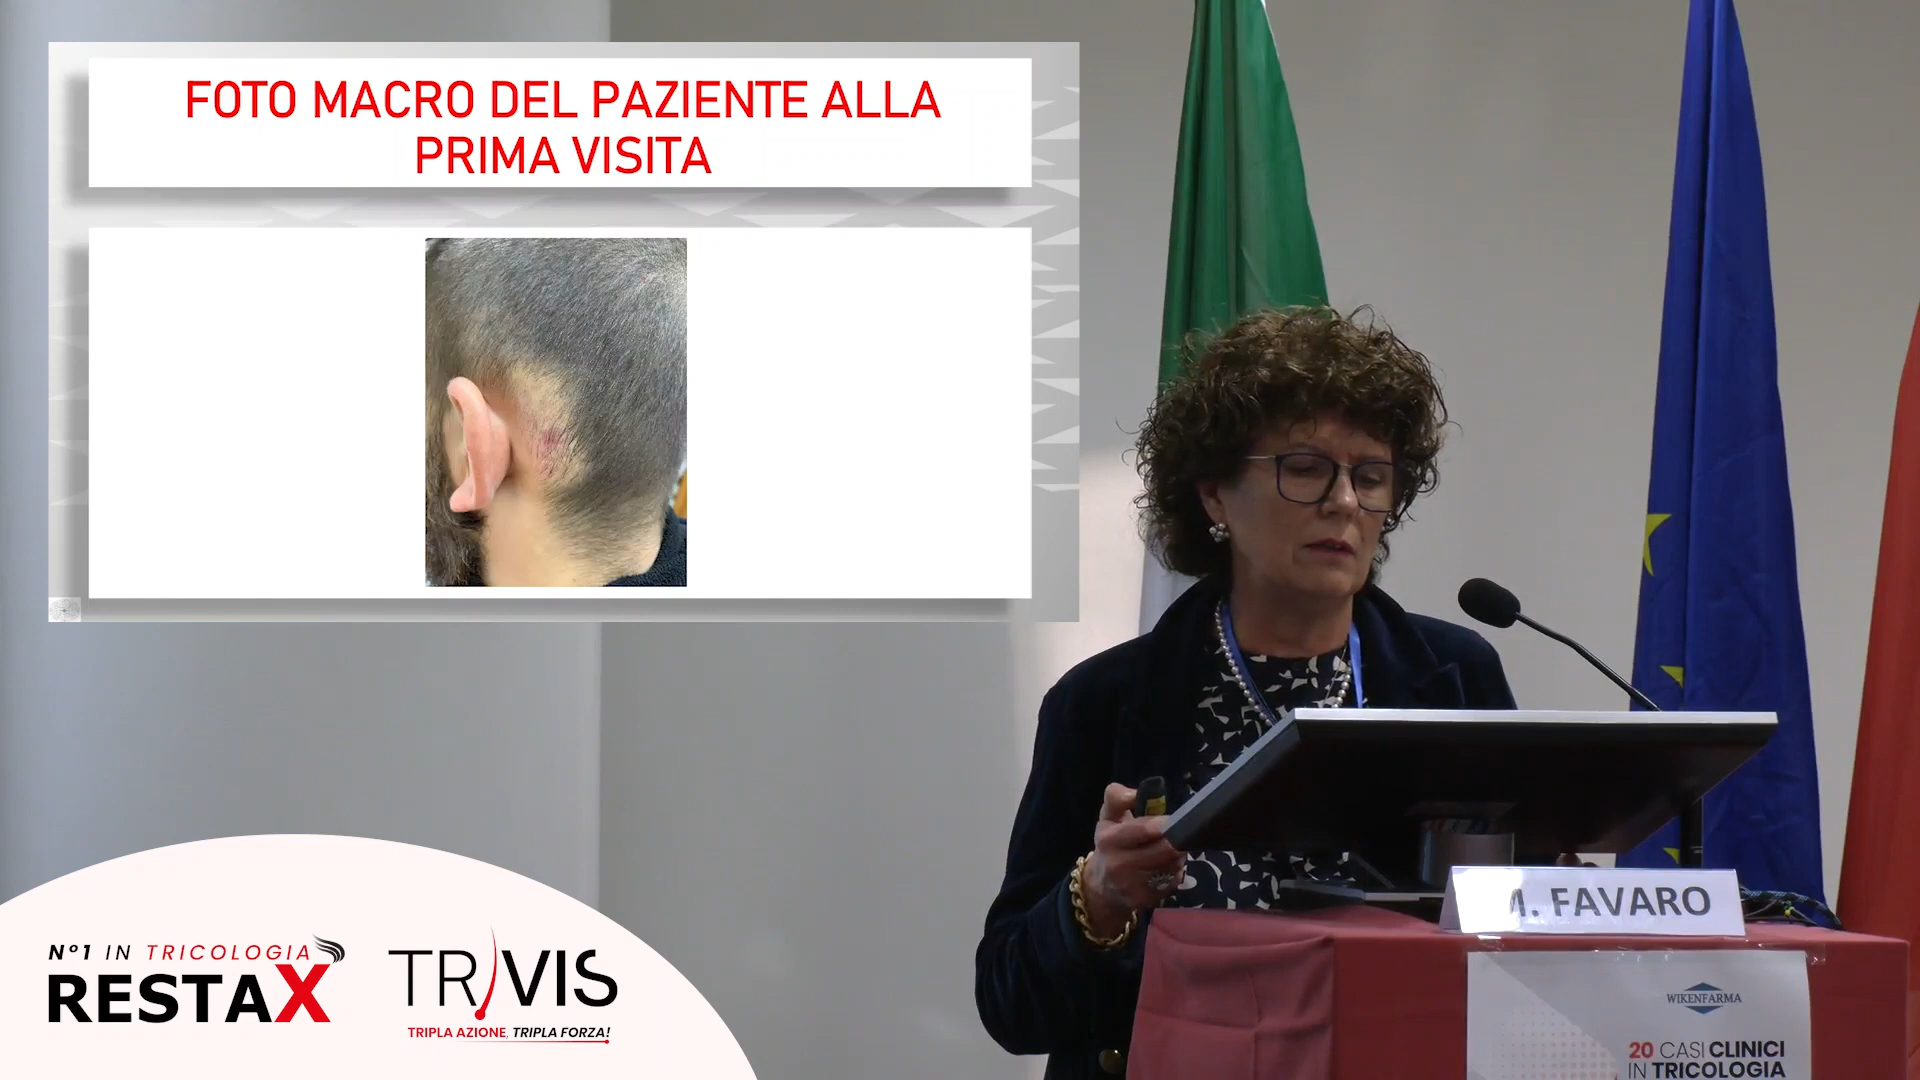 FOTO MACRO DEL PAZIENTE ALLA
PRIMA VISITA
N°1 IN TRICOLOGIA
RESTAX
TRIVIS
TRIPLA AZIONE, TRIPLA FORZA!
M. FAVARO
WIKENFARMA
20 CASI CLINICI
IN TRICOLOGIA